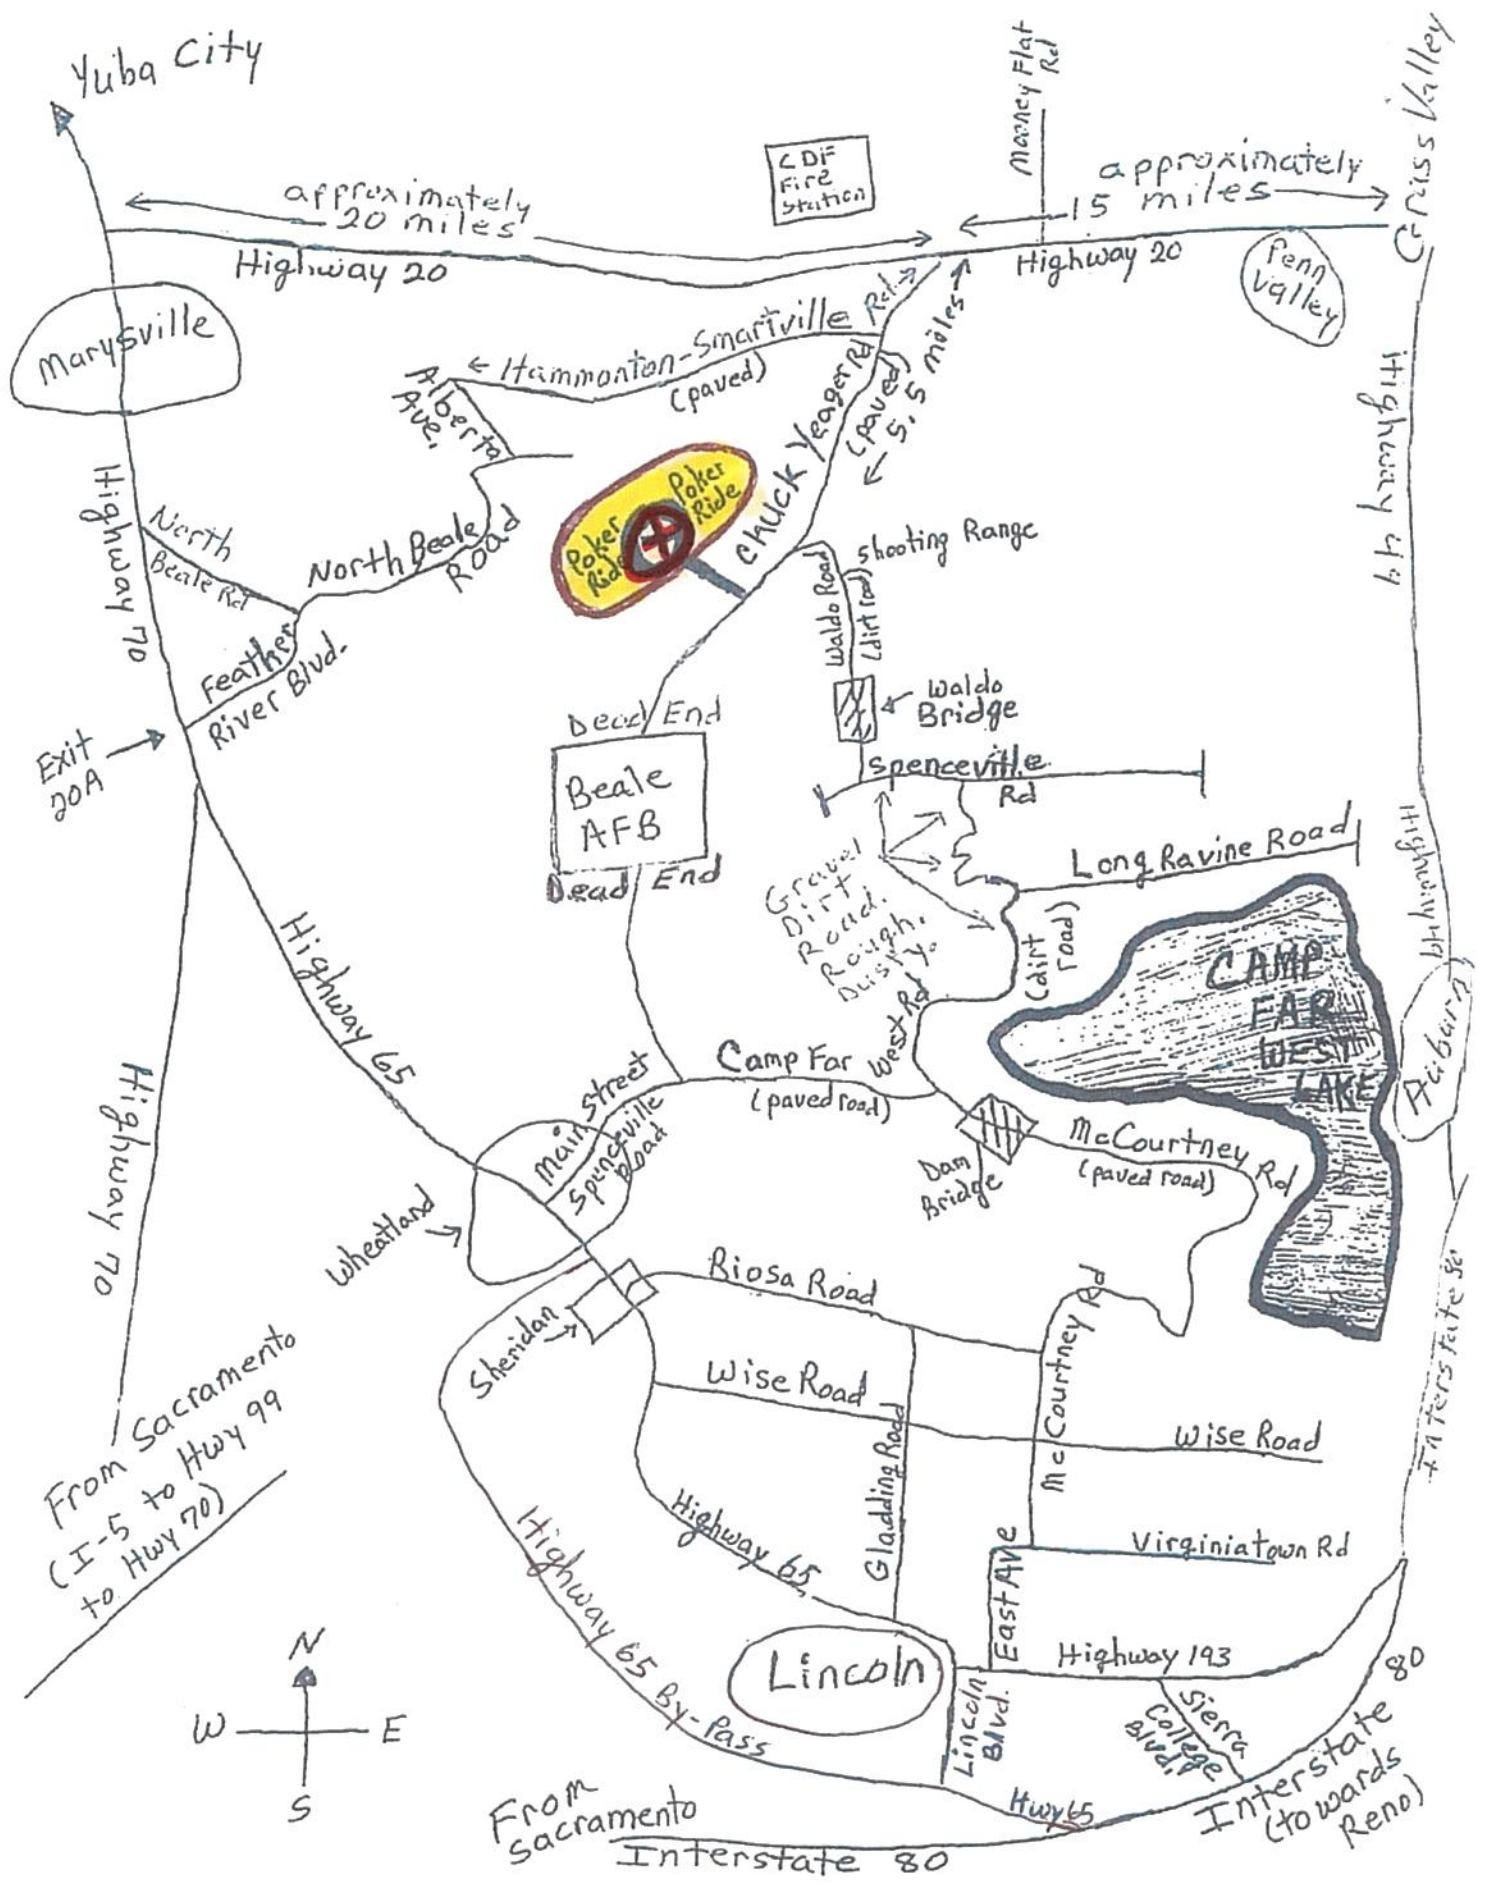 Yuba City
Mooney Flat
Rd
Grass Valley
CDF
Fire
Station
approximately
20 miles
approximately
15 miles
Highway 20
Highway 20
Penn
Valley
Marysville
Hammonton-Smartville Rd.
(paved)
Alberta
Ave.
Chuck Yeager Rd
(paved)
5.5 miles
Highway 49
Poker
Ride
Poker
Ride
Highway 70
North
Beale Rd
North Beale
Road
Shooting Range
Waldo Road
(dirt road)
Feather
River Blvd.
Waldo
Bridge
Exit
20A
Dead End
Beale
AFB
Dead End
Spenceville
Rd
Long Ravine Road
Highway 49
Gravel
Dirt
Road.
Rough.
Dusty.
(dirt
road)
CAMP
FAR
WEST
LAKE
Auburn
Highway 65
Highway 70
Camp Far West Rd
(paved road)
Main Street
Spenceville
Road
Dam
Bridge
McCourtney Rd
(paved road)
Wheatland
Sheridan
Riosa Road
McCourtney Rd
Interstate 80
Wise Road
Wise Road
Gladding Road
From Sacramento
(I-5 to Hwy 99
to Hwy 70)
Highway 65
Virginiatown Rd
East Ave
Highway 65 By-Pass
Lincoln
Highway 193
Lincoln
Blvd.
Sierra
College
Blvd.
N
W
E
S
Hwy 65
Interstate 80
(towards
Reno)
From
Sacramento
Interstate 80